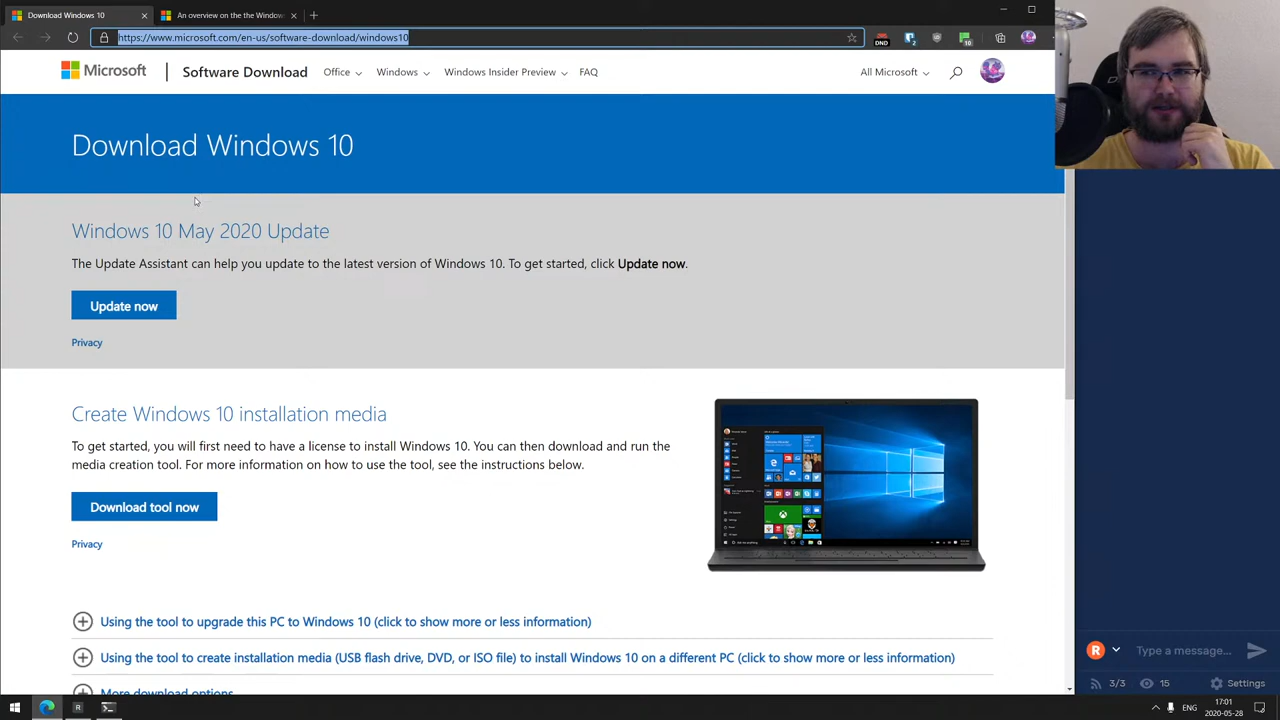 Download Windows 10
An overview on the the Window
https://www.microsoft.com/en-us/software-download/windows10
DND
2
10
Microsoft
Software Download
Office
Windows
Windows Insider Preview
FAQ
All Microsoft
Download Windows 10
Windows 10 May 2020 Update
The Update Assistant can help you update to the latest version of Windows 10. To get started, click Update now.
Update now
Privacy
Create Windows 10 installation media
To get started, you will first need to have a license to install Windows 10. You can then download and run the
media creation tool. For more information on how to use the tool, see the instructions below.
Download tool now
Privacy
Using the tool to upgrade this PC to Windows 10 (click to show more or less information)
Using the tool to create installation media (USB flash drive, DVD, or ISO file) to install Windows 10 on a different PC (click to show more or less information)
More download options
R
Type a message...
3/3
15
Settings
R
17:01
2020-05-28